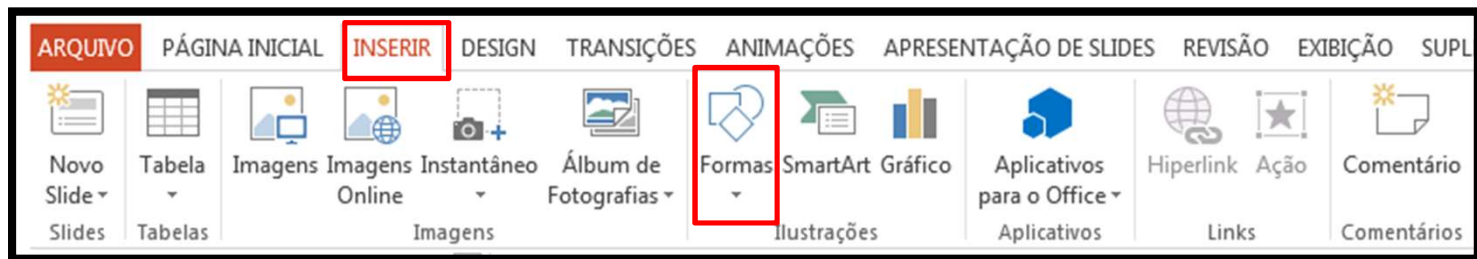 ARQUIVO PÁGINA INICIAL INSERIR DESIGN TRANSIÇÕES ANIMAÇÕES APRESENTAÇÃO DE SLIDES REVISÃO EXIBIÇÃO SUPL
Novo Tabela Imagens Imagens Instantâneo Álbum de Formas SmartArt Gráfico Aplicativos Hiperlink Ação Comentário
Slide Online Fotografias para o Office
Slides Tabelas Imagens Ilustrações Aplicativos Links Comentários